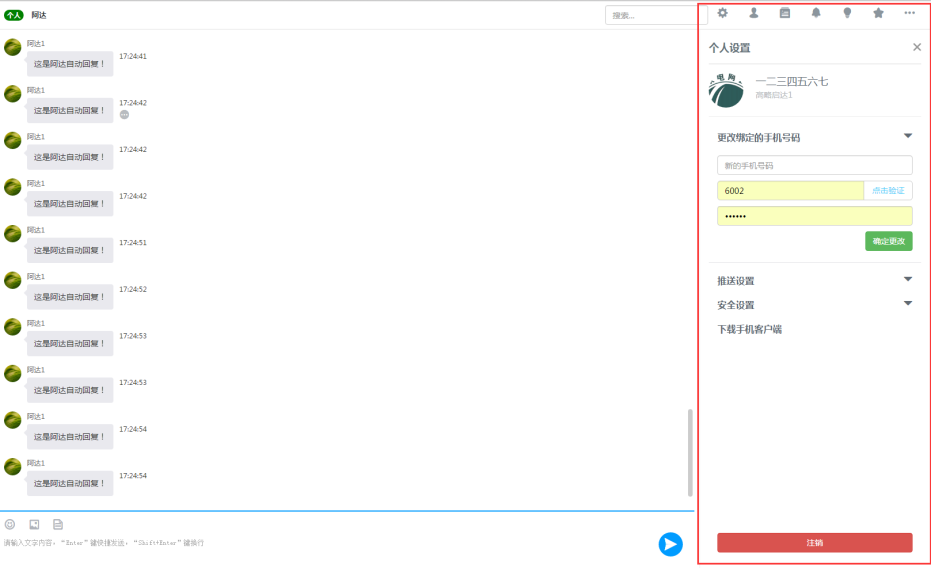 个人 阿达
搜索...
阿达1
这是阿达自动回复！ 17:24:41
阿达1
这是阿达自动回复！ 17:24:42
阿达1
这是阿达自动回复！ 17:24:42
阿达1
这是阿达自动回复！ 17:24:42
阿达1
这是阿达自动回复！ 17:24:51
阿达1
这是阿达自动回复！ 17:24:52
阿达1
这是阿达自动回复！ 17:24:53
阿达1
这是阿达自动回复！ 17:24:53
阿达1
这是阿达自动回复！ 17:24:54
阿达1
这是阿达自动回复！ 17:24:54
请输入文字内容，“Enter”键快捷发送，“Shift+Enter”键换行
个人设置
一二三四五六七
高略启达1
更改绑定的手机号码
新的手机号码
6002 点击验证
••••••
确定更改
推送设置
安全设置
下载手机客户端
注销